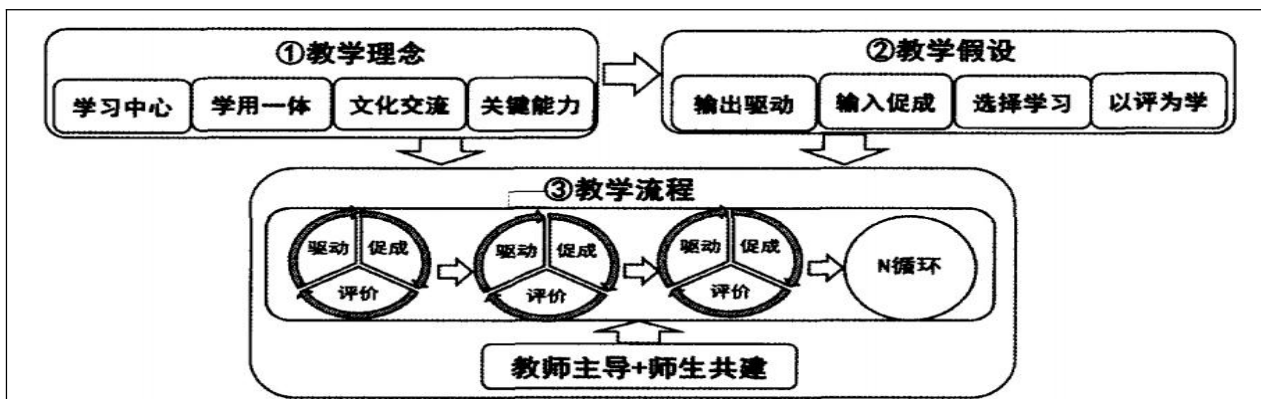 ①教学理念
学习中心 学用一体 文化交流 关键能力
②教学假设
输出驱动 输入促成 选择学习 以评为学
③教学流程
驱动 促成 评价
驱动 促成 评价
驱动 促成 评价
N循环
教师主导+师生共建